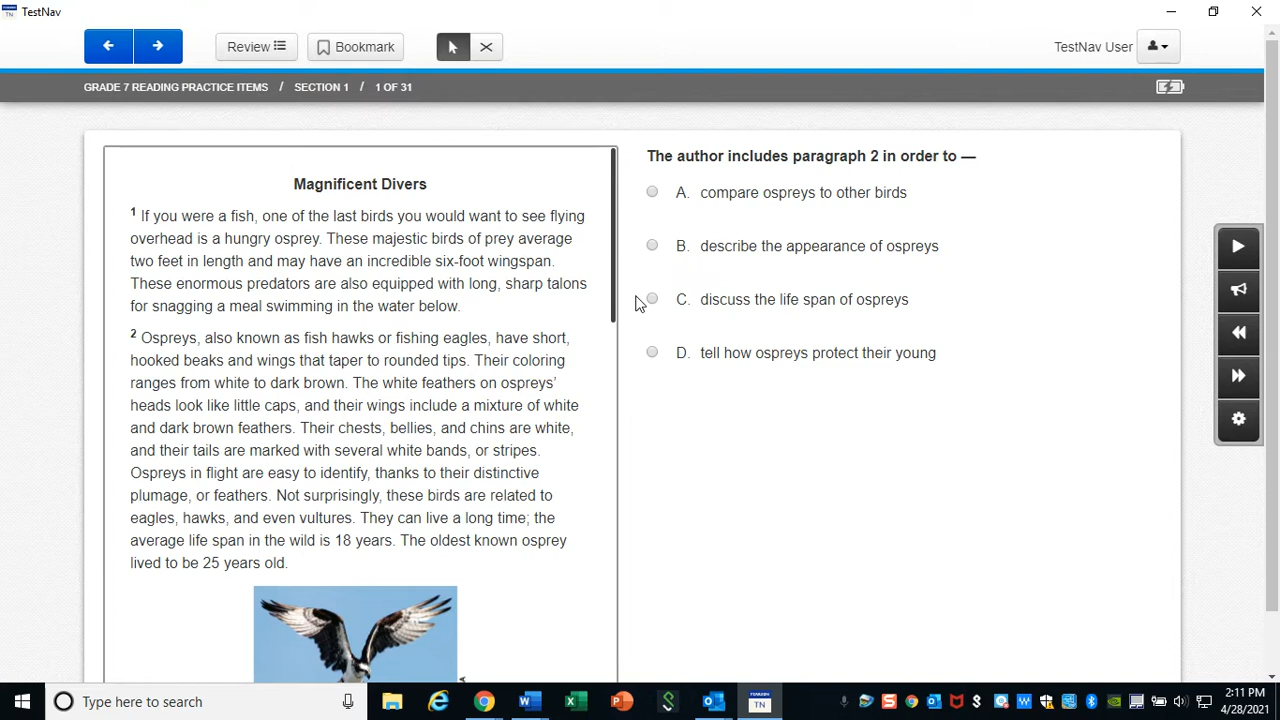 TestNav
Review
Bookmark
TestNav User
GRADE 7 READING PRACTICE ITEMS / SECTION 1 / 1 OF 31
Magnificent Divers
1 If you were a fish, one of the last birds you would want to see flying
overhead is a hungry osprey. These majestic birds of prey average
two feet in length and may have an incredible six-foot wingspan.
These enormous predators are also equipped with long, sharp talons
for snagging a meal swimming in the water below.
2 Ospreys, also known as fish hawks or fishing eagles, have short,
hooked beaks and wings that taper to rounded tips. Their coloring
ranges from white to dark brown. The white feathers on ospreys’
heads look like little caps, and their wings include a mixture of white
and dark brown feathers. Their chests, bellies, and chins are white,
and their tails are marked with several white bands, or stripes.
Ospreys in flight are easy to identify, thanks to their distinctive
plumage, or feathers. Not surprisingly, these birds are related to
eagles, hawks, and even vultures. They can live a long time; the
average life span in the wild is 18 years. The oldest known osprey
lived to be 25 years old.
The author includes paragraph 2 in order to —
A. compare ospreys to other birds
B. describe the appearance of ospreys
C. discuss the life span of ospreys
D. tell how ospreys protect their young
Type here to search
2:11 PM
4/28/2021